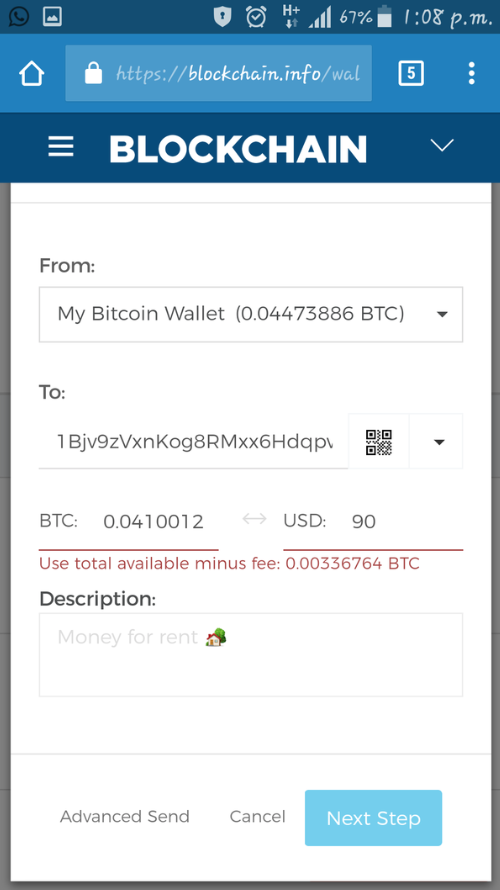 H+ 67% 1:08 p.m.
https://blockchain.info/wal 5
BLOCKCHAIN
From:
My Bitcoin Wallet (0.04473886 BTC)
To:
1Bjv9zVxnKog8RMxx6Hdqpv
BTC: 0.0410012 USD: 90
Use total available minus fee: 0.00336764 BTC
Description:
Money for rent 🏡
Advanced Send Cancel Next Step